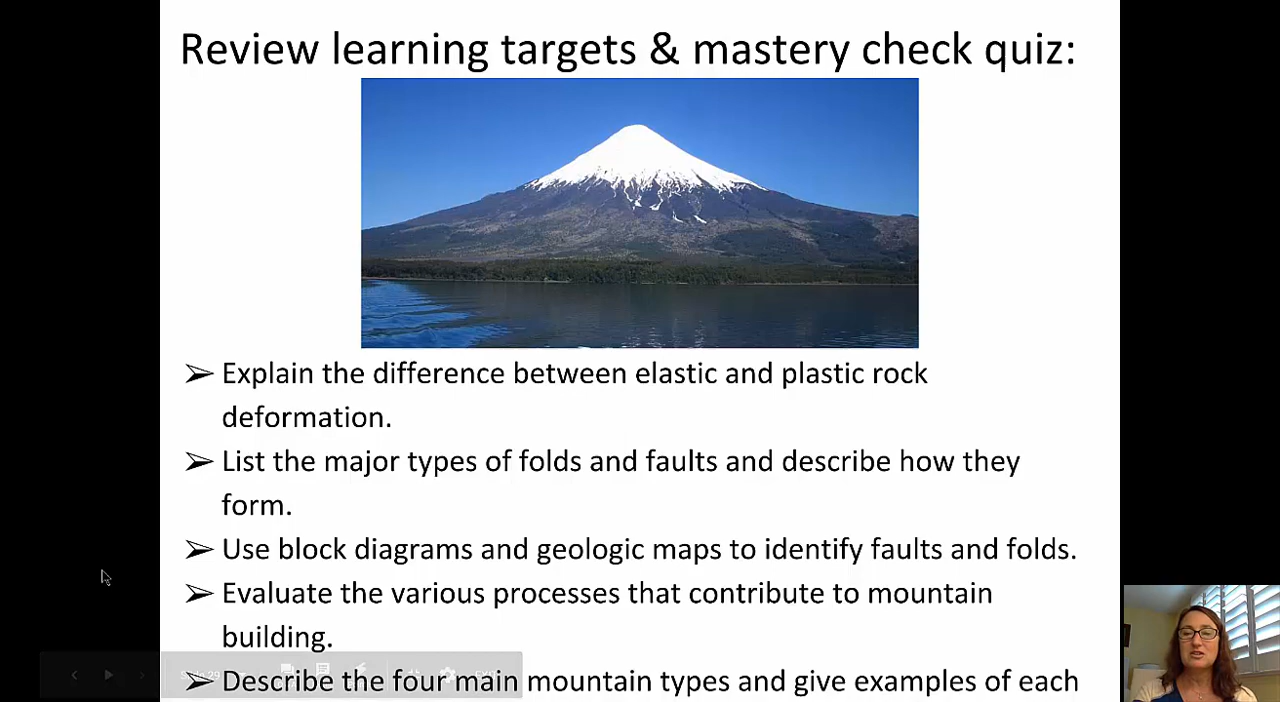 Review learning targets & mastery check quiz:
➢ Explain the difference between elastic and plastic rock
deformation.
➢ List the major types of folds and faults and describe how they
form.
➢ Use block diagrams and geologic maps to identify faults and folds.
➢ Evaluate the various processes that contribute to mountain
building.
➢ Describe the four main mountain types and give examples of each
Slide 29